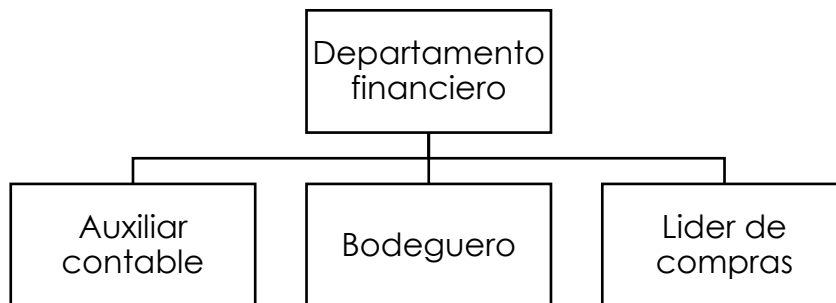 Departamento
financiero
Auxiliar
contable
Bodeguero
Lider de
compras